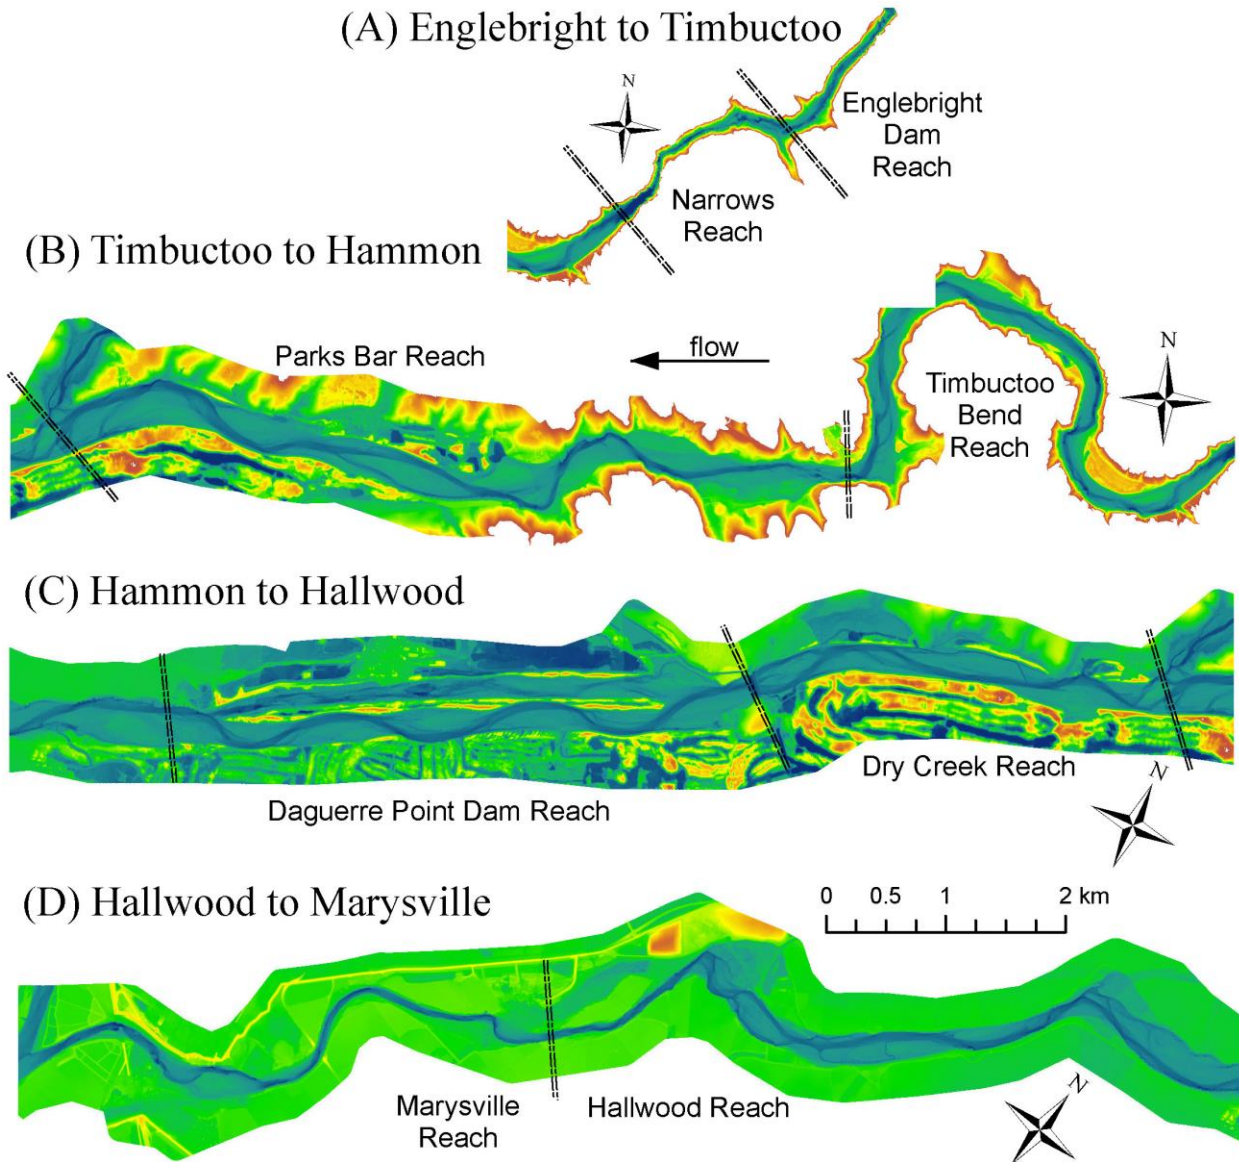 (A) Englebright to Timbuctoo
N
Englebright
Dam
Reach
Narrows
Reach
(B) Timbuctoo to Hammon
Parks Bar Reach
flow
N
Timbuctoo
Bend
Reach
(C) Hammon to Hallwood
Dry Creek Reach
N
Daguerre Point Dam Reach
(D) Hallwood to Marysville
0 0.5 1 2 km
N
Marysville
Reach
Hallwood Reach